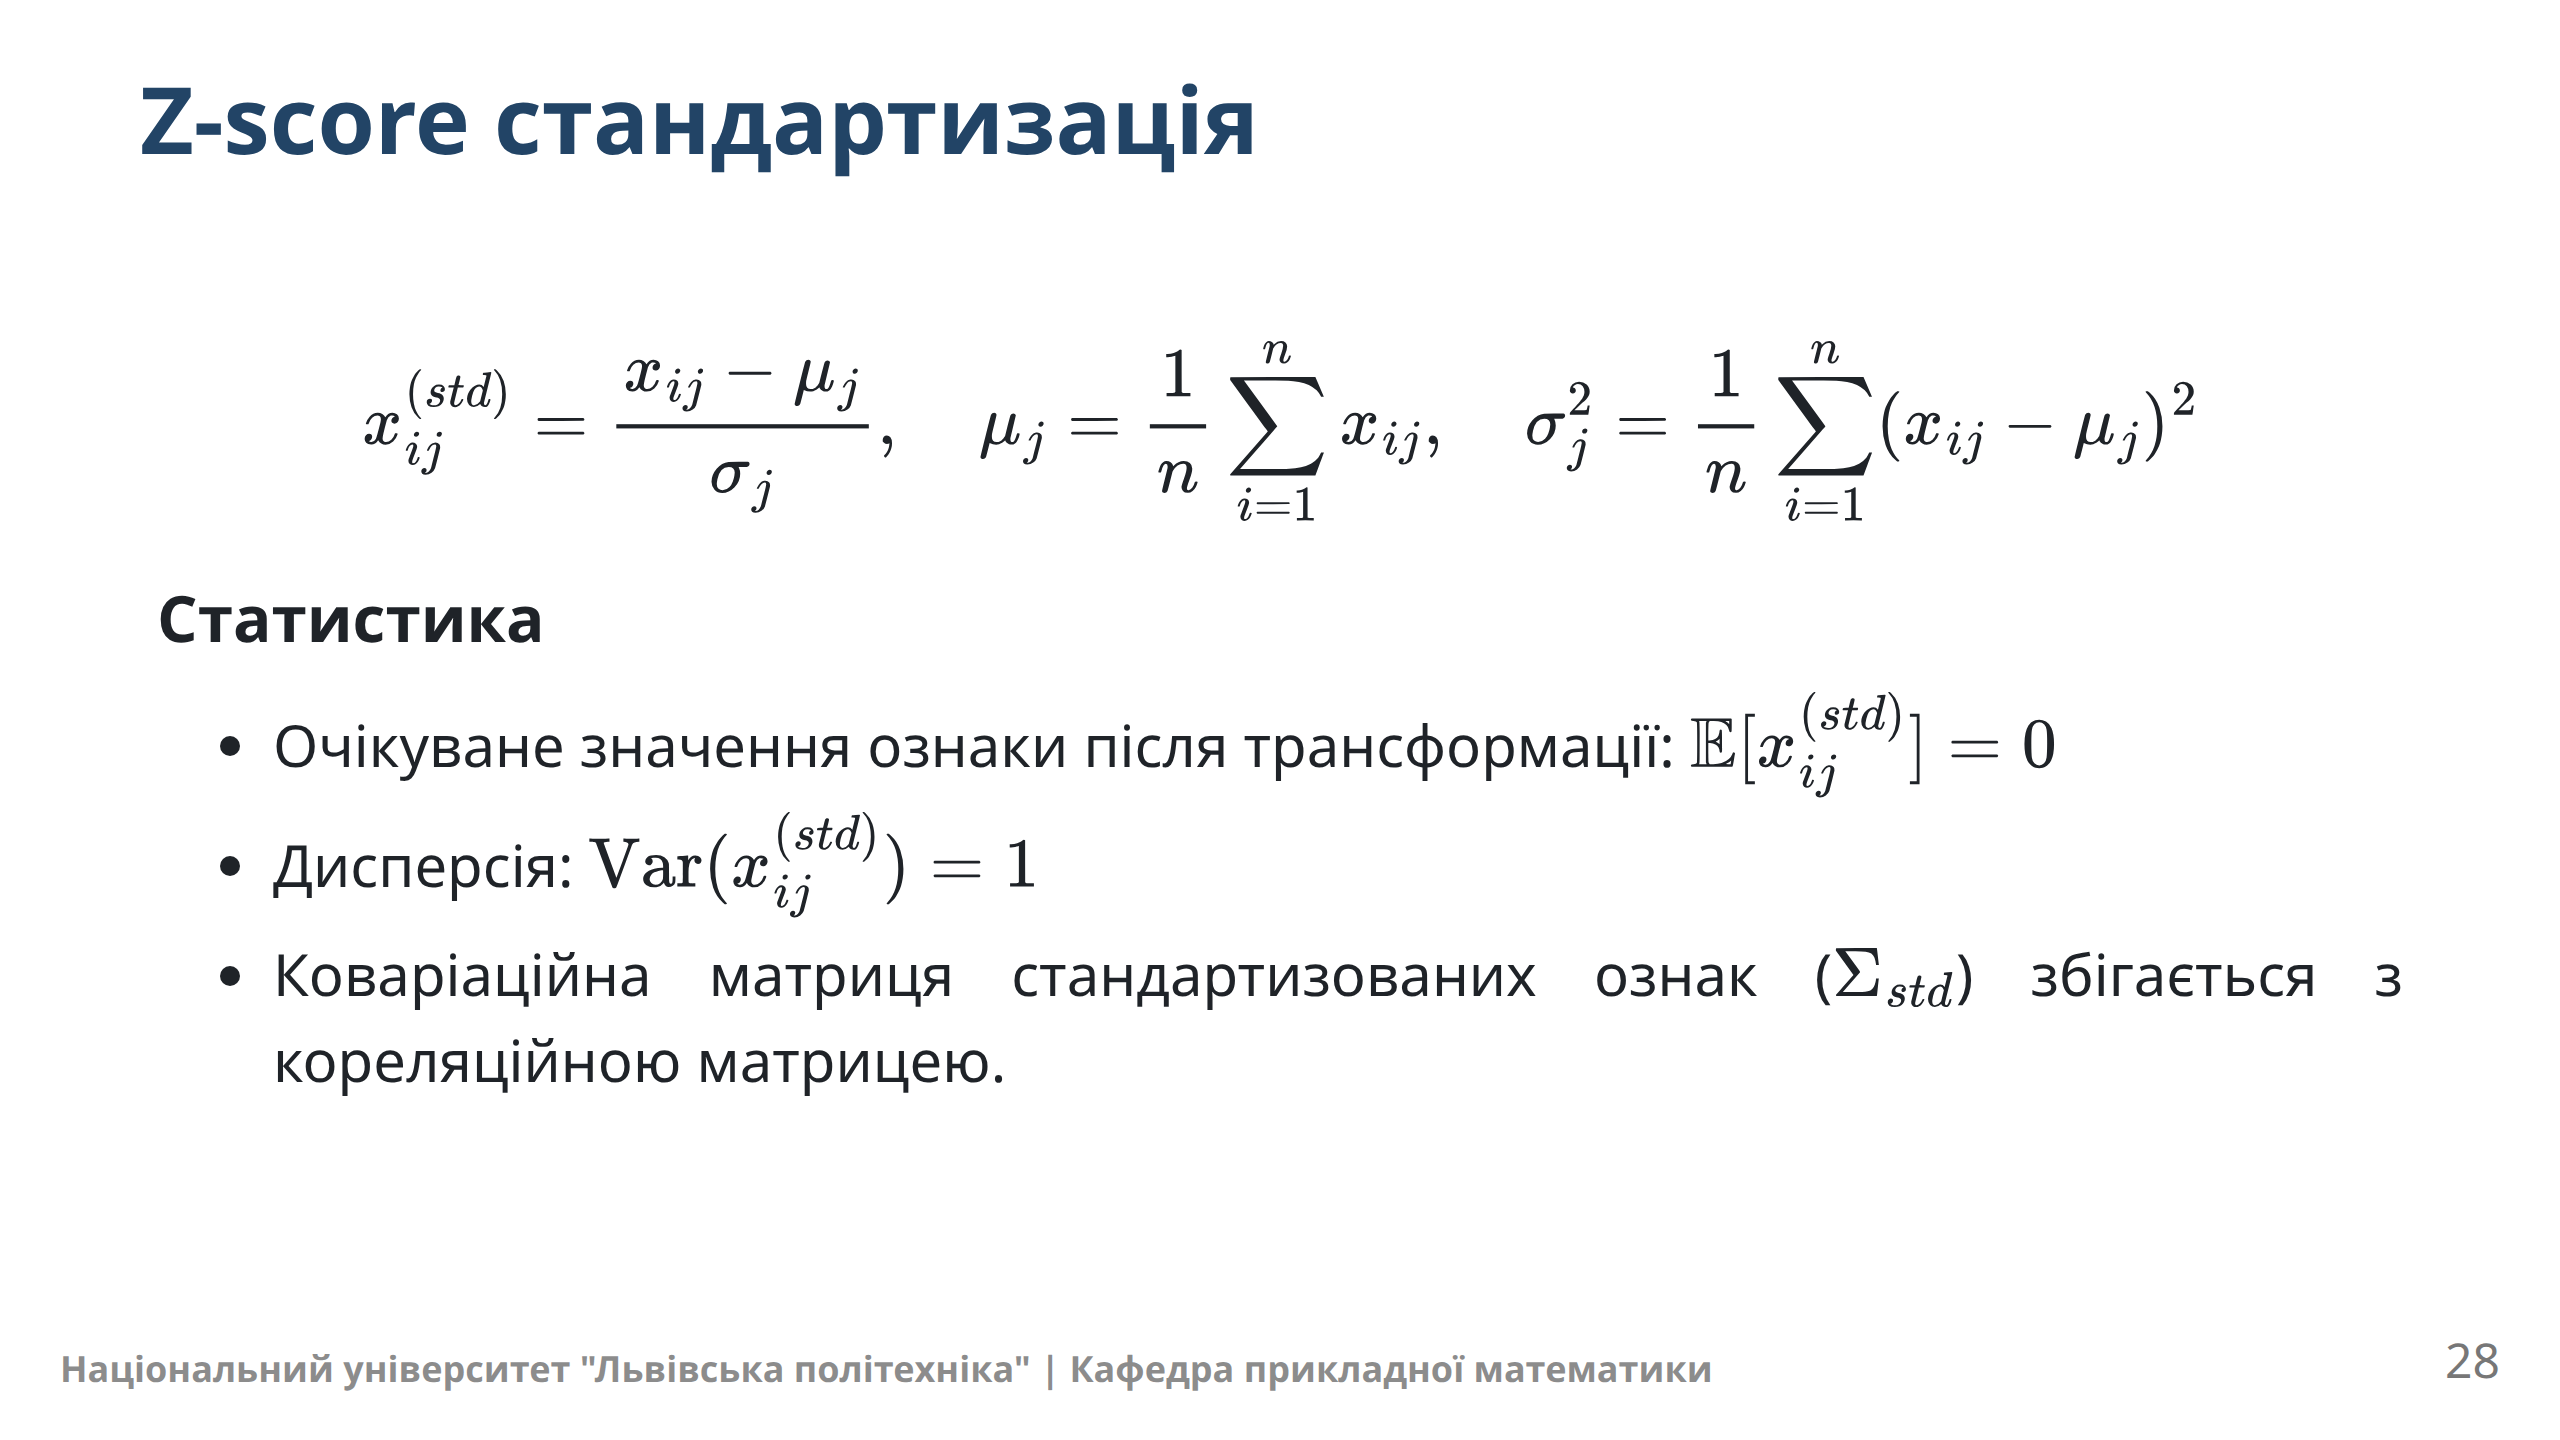 Z-score стандартизація
$$x_{ij}^{(std)} = \frac{x_{ij} - \mu_j}{\sigma_j}, \quad \mu_j = \frac{1}{n} \sum_{i=1}^{n} x_{ij}, \quad \sigma_j^2 = \frac{1}{n} \sum_{i=1}^{n} (x_{ij} - \mu_j)^2$$
Статистика
• Очікуване значення ознаки після трансформації: $\mathbb{E}[x_{ij}^{(std)}] = 0$
• Дисперсія: $\mathrm{Var}(x_{ij}^{(std)}) = 1$
• Коваріаційна матриця стандартизованих ознак ($\Sigma_{std}$) збігається з
кореляційною матрицею.
Національний університет "Львівська політехніка" | Кафедра прикладної математики
28